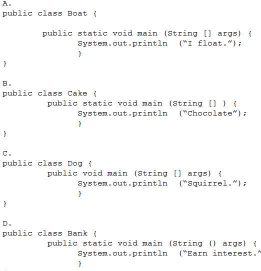 A.
public class Boat {
public static void main (String [] args) {
System.out.println (“I float.”);
}
}
B.
public class Cake {
public static void main (String [] ) {
System.out.println (“Chocolate”);
}
}
C.
public class Dog {
public void main (String [] args) {
System.out.println (“Squirrel.”);
}
}
D.
public class Bank {
public static void main (String () args) {
System.out.println (“Earn interest.”
}